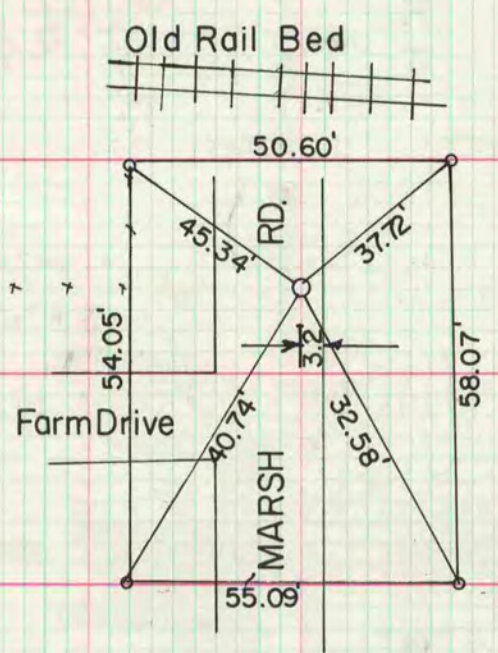 Old Rail Bed
50.60'
RD.
45.34'
37.72'
3.2
54.05'
58.07'
Farm Drive
40.74'
32.58'
MARSH
55.09'